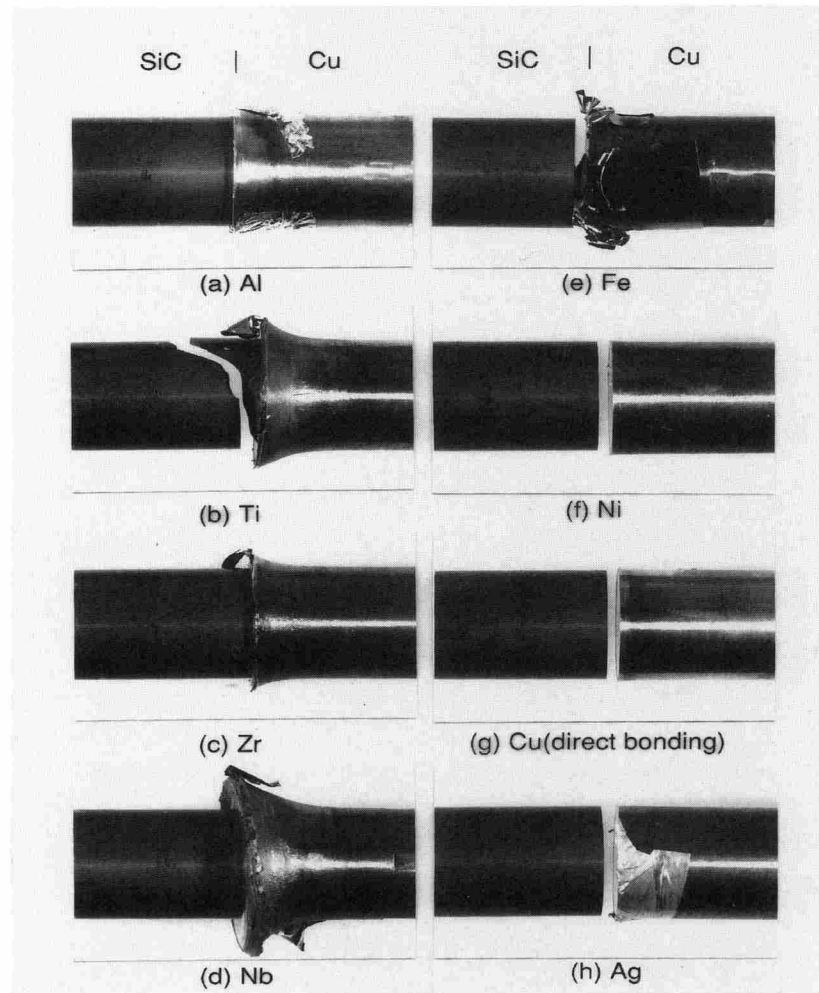 SiC | Cu
SiC | Cu
(a) Al
(e) Fe
(b) Ti
(f) Ni
(c) Zr
(g) Cu(direct bonding)
(d) Nb
(h) Ag